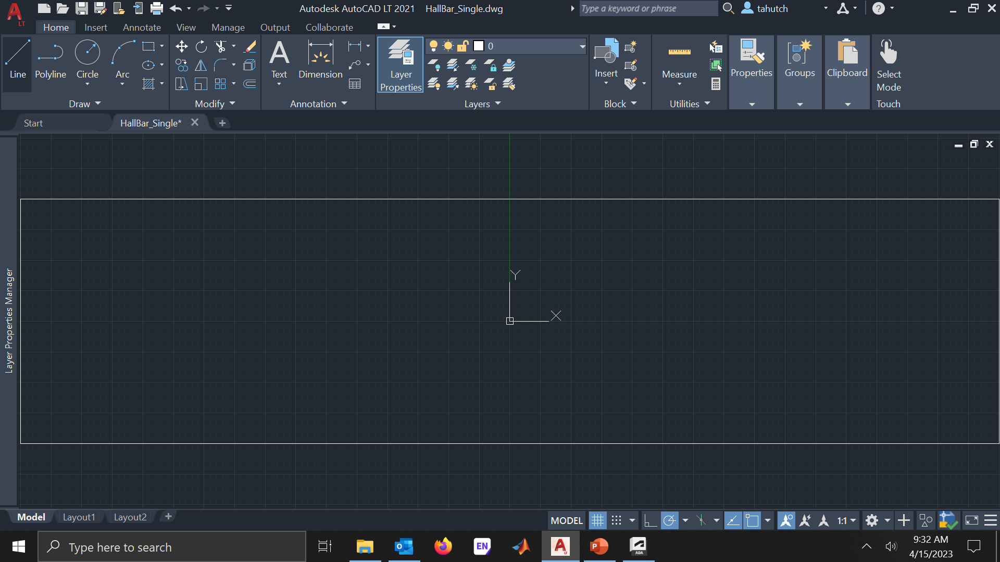 LT
Autodesk AutoCAD LT 2021 HallBar_Single.dwg
Type a keyword or phrase
tahutch
Home Insert Annotate View Manage Output Collaborate
Line Polyline Circle Arc
Text Dimension
Layer Properties
0
Insert
Measure
Properties Groups Clipboard
Select Mode
Draw Modify Annotation Layers Block Utilities Touch
Start HallBar_Single*
Layer Properties Manager
Y
X
Model Layout1 Layout2
MODEL 1:1
Type here to search
EN
LT
ADA
9:32 AM
4/15/2023